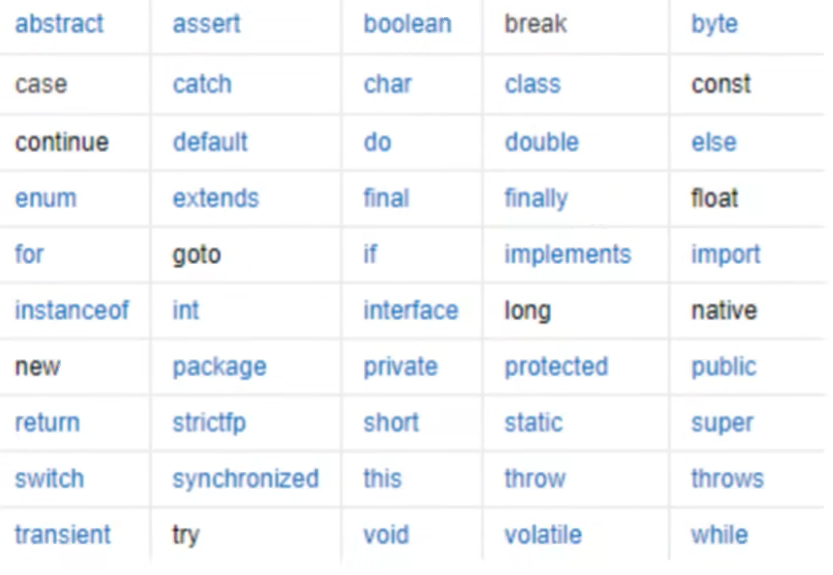 abstract assert boolean break byte
case catch char class const
continue default do double else
enum extends final finally float
for goto if implements import
instanceof int interface long native
new package private protected public
return strictfp short static super
switch synchronized this throw throws
transient try void volatile while